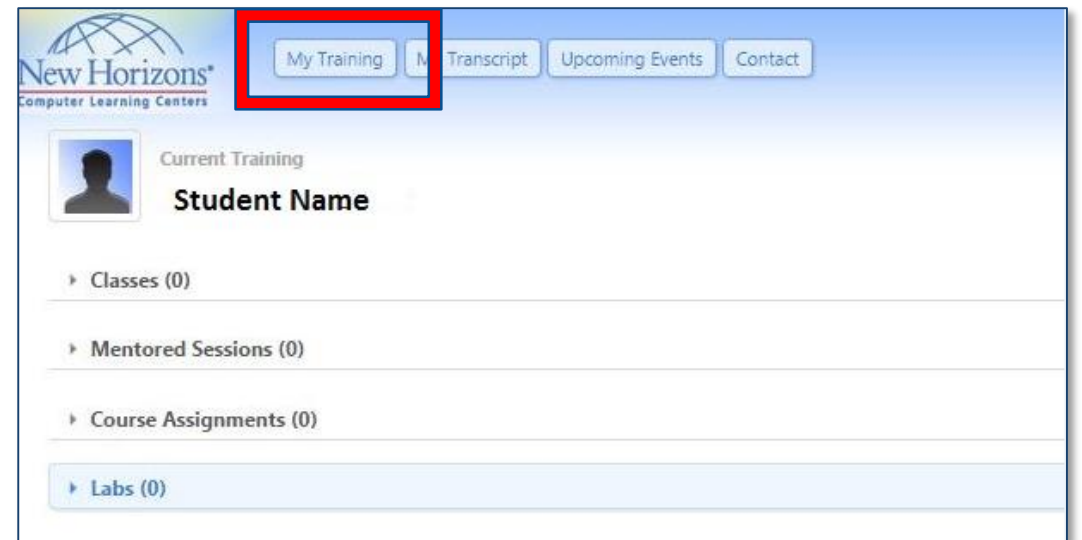 New Horizons®
Computer Learning Centers
My Training
M Transcript
Upcoming Events
Contact
Current Training
Student Name
Classes (0)
Mentored Sessions (0)
Course Assignments (0)
Labs (0)